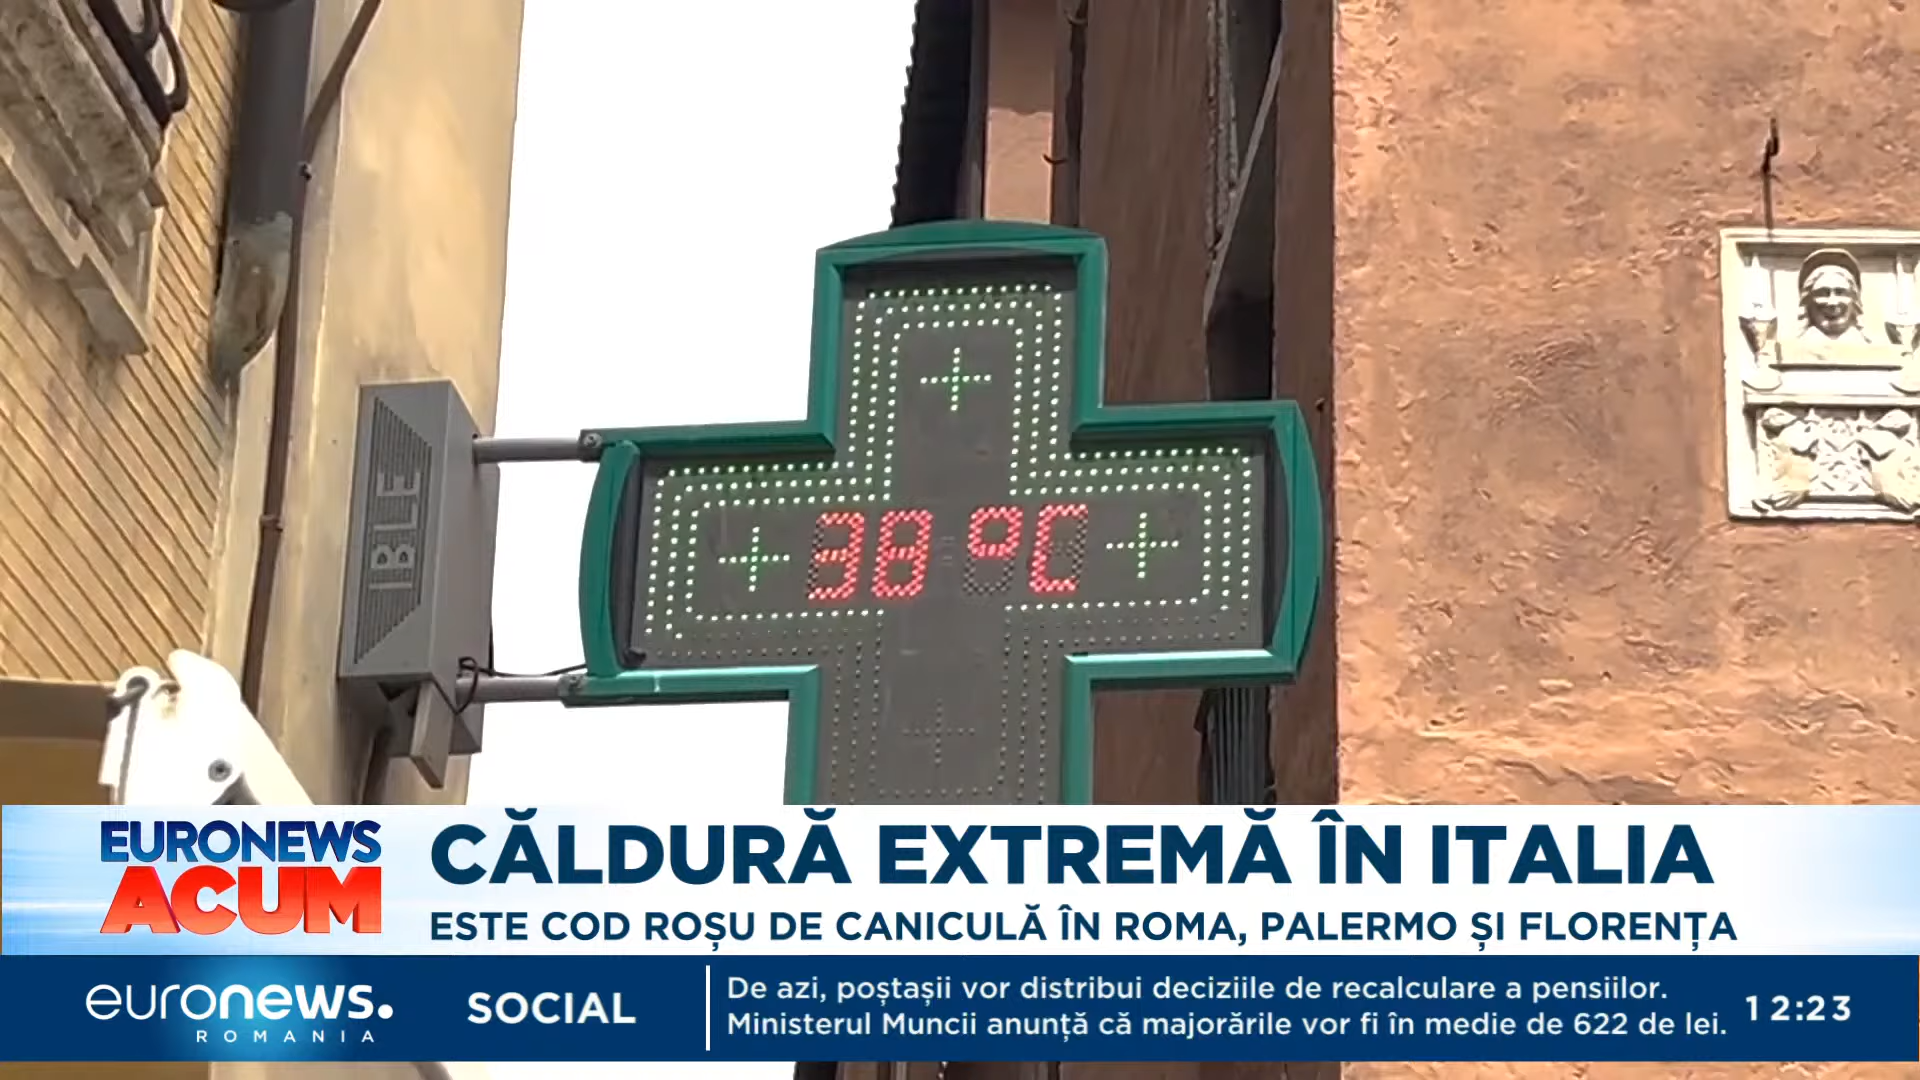 IBLE
38 °C
EURONEWS
ACUM
CĂLDURĂ EXTREMĂ ÎN ITALIA
ESTE COD ROȘU DE CANICULĂ ÎN ROMA, PALERMO ȘI FLORENȚA
euronews.
ROMANIA
SOCIAL
De azi, poștașii vor distribui deciziile de recalculare a pensiilor.
Ministerul Muncii anunță că majorările vor fi în medie de 622 de lei.
12:23